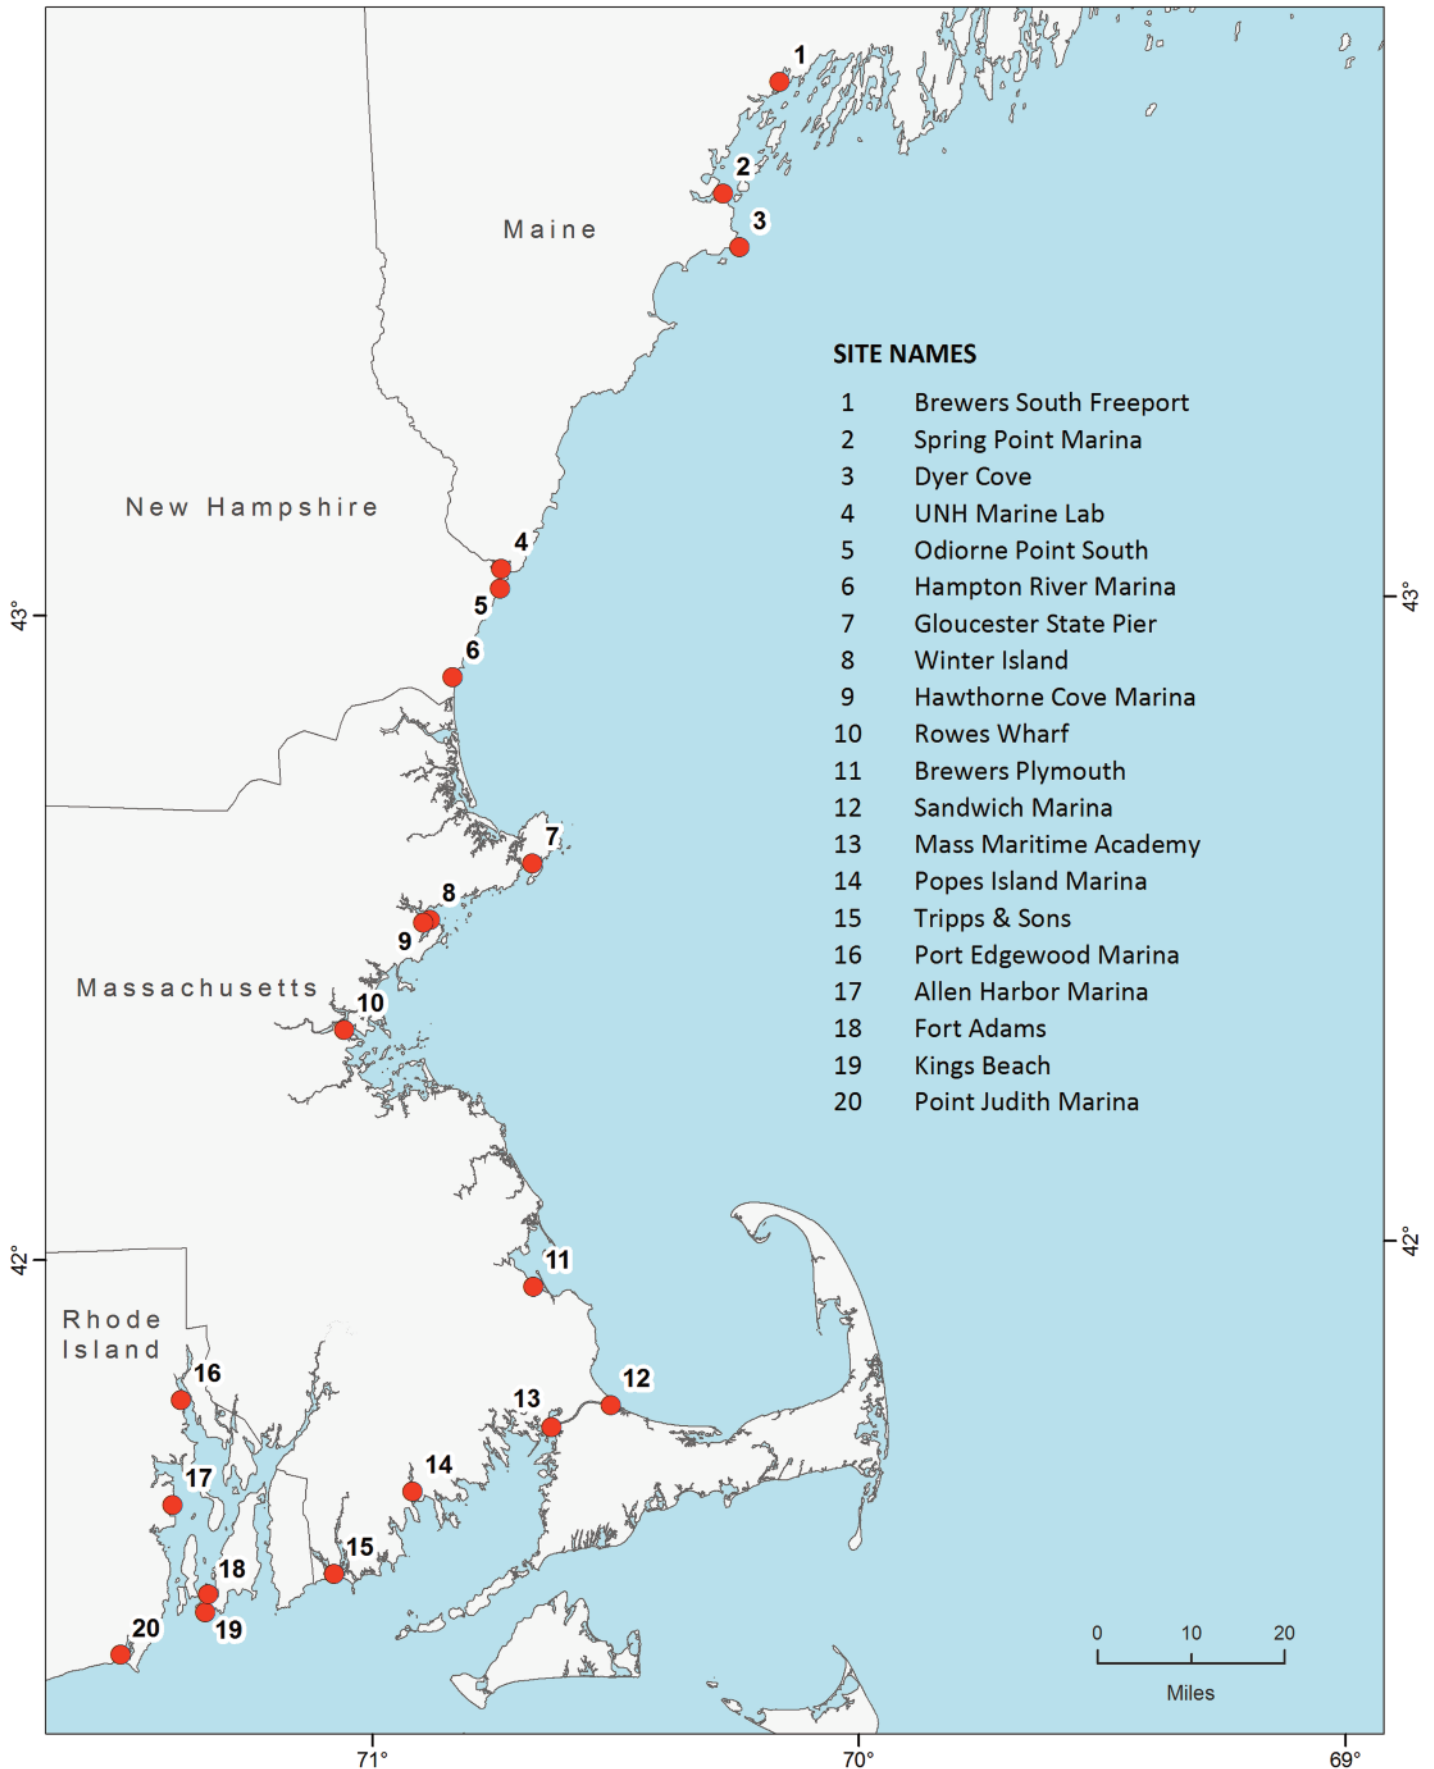 1
2
3
Maine
SITE NAMES
1 Brewers South Freeport
2 Spring Point Marina
3 Dyer Cove
4 UNH Marine Lab
5 Odiorne Point South
6 Hampton River Marina
7 Gloucester State Pier
8 Winter Island
9 Hawthorne Cove Marina
10 Rowes Wharf
11 Brewers Plymouth
12 Sandwich Marina
13 Mass Maritime Academy
14 Popes Island Marina
15 Tripps & Sons
16 Port Edgewood Marina
17 Allen Harbor Marina
18 Fort Adams
19 Kings Beach
20 Point Judith Marina
New Hampshire
4
5
43°
43°
6
7
8
9
Massachusetts
10
42°
42°
11
Rhode
Island
16
12
13
14
17
15
18
19
20
0 10 20
Miles
71° 70° 69°